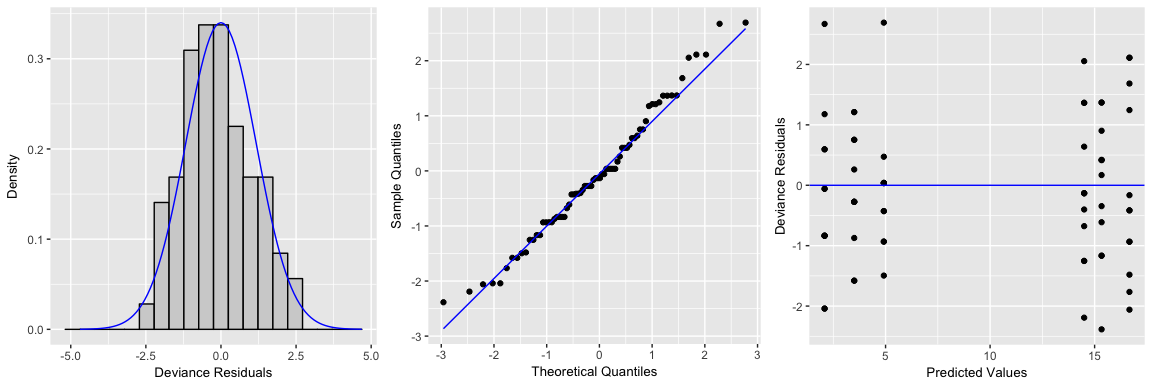 0.3
0.2
0.1
0.0
Density
-5.0 -2.5 0.0 2.5 5.0
Deviance Residuals
2
1
0
-1
-2
-3
Sample Quantiles
-3 -2 -1 0 1 2 3
Theoretical Quantiles
2
1
0
-1
-2
Deviance Residuals
5 10 15
Predicted Values